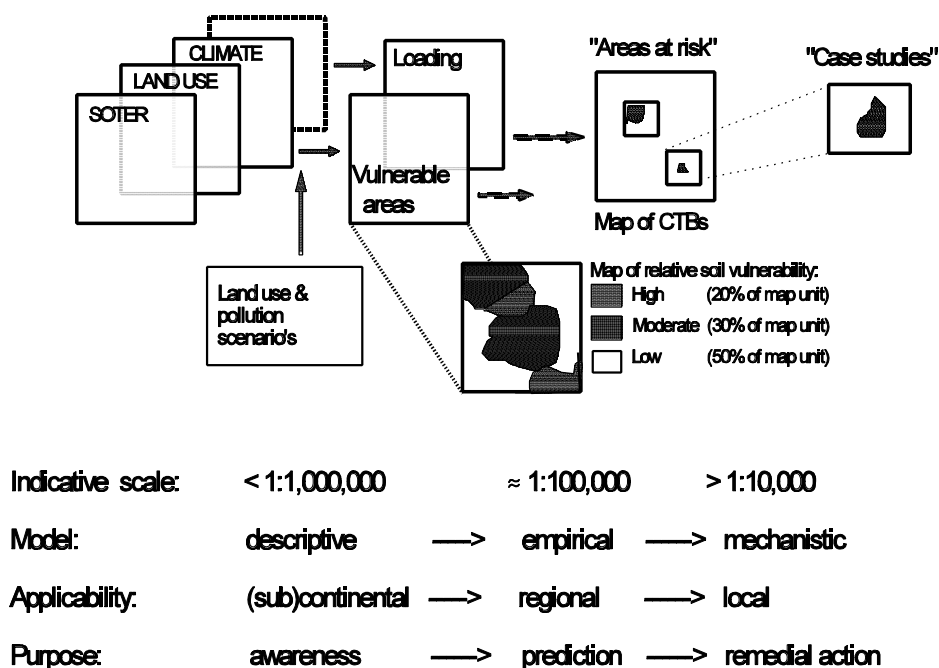 CLIMATE
LAND USE
SOTER
Loading
Vulnerable
areas
"Areas at risk"
"Case studies"
Map of CTBs
Land use &
pollution
scenario's
Map of relative soil vulnerability:
High (20% of map unit)
Moderate (30% of map unit)
Low (50% of map unit)
Indicative scale: < 1:1,000,000 ≈ 1:100,000 > 1:10,000
Model: descriptive —> empirical —> mechanistic
Applicability: (sub)continental —> regional —> local
Purpose: awareness —> prediction —> remedial action